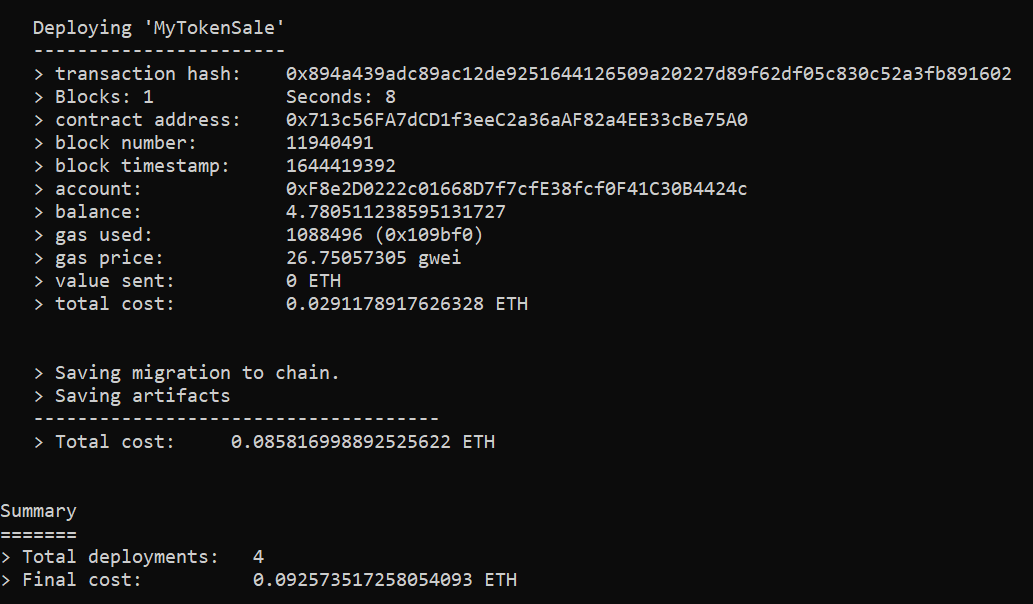 Deploying 'MyTokenSale'
-----------------------
> transaction hash:    0x894a439adc89ac12de9251644126509a20227d89f62df05c830c52a3fb891602
> Blocks: 1            Seconds: 8
> contract address:    0x713c56FA7dCD1f3eeC2a36aAF82a4EE33cBe75A0
> block number:        11940491
> block timestamp:     1644419392
> account:             0xF8e2D0222c01668D7f7cfE38fcf0F41C30B4424c
> balance:             4.780511238595131727
> gas used:            1088496 (0x109bf0)
> gas price:           26.75057305 gwei
> value sent:          0 ETH
> total cost:          0.0291178917626328 ETH
> Saving migration to chain.
> Saving artifacts
-------------------------------------
> Total cost:     0.085816998892525622 ETH
Summary
=======
> Total deployments:   4
> Final cost:          0.092573517258054093 ETH